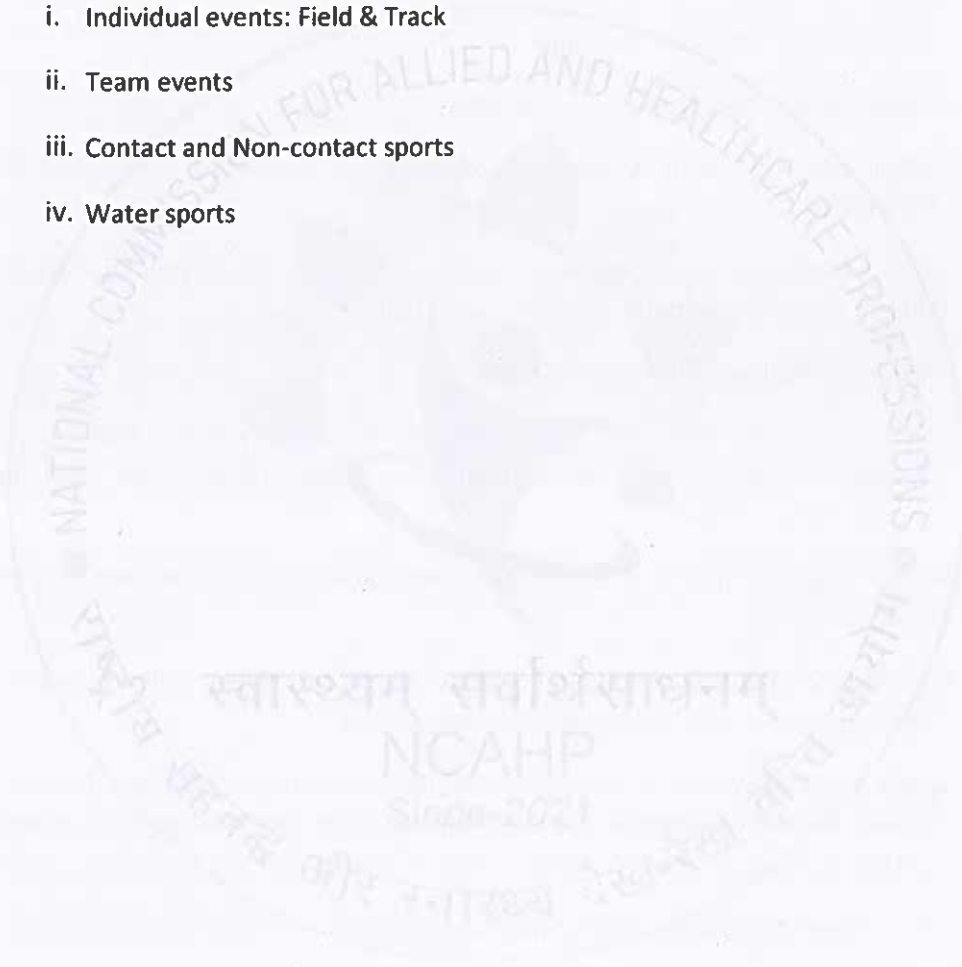 i. Individual events: Field & Track
ii. Team events
iii. Contact and Non-contact sports
iv. Water sports
NATIONAL COMMISSION FOR ALLIED AND HEALTHCARE PROFESSIONS
स्वास्थ्यम सर्वार्थसाधनम्
NCAHP
Since-2021